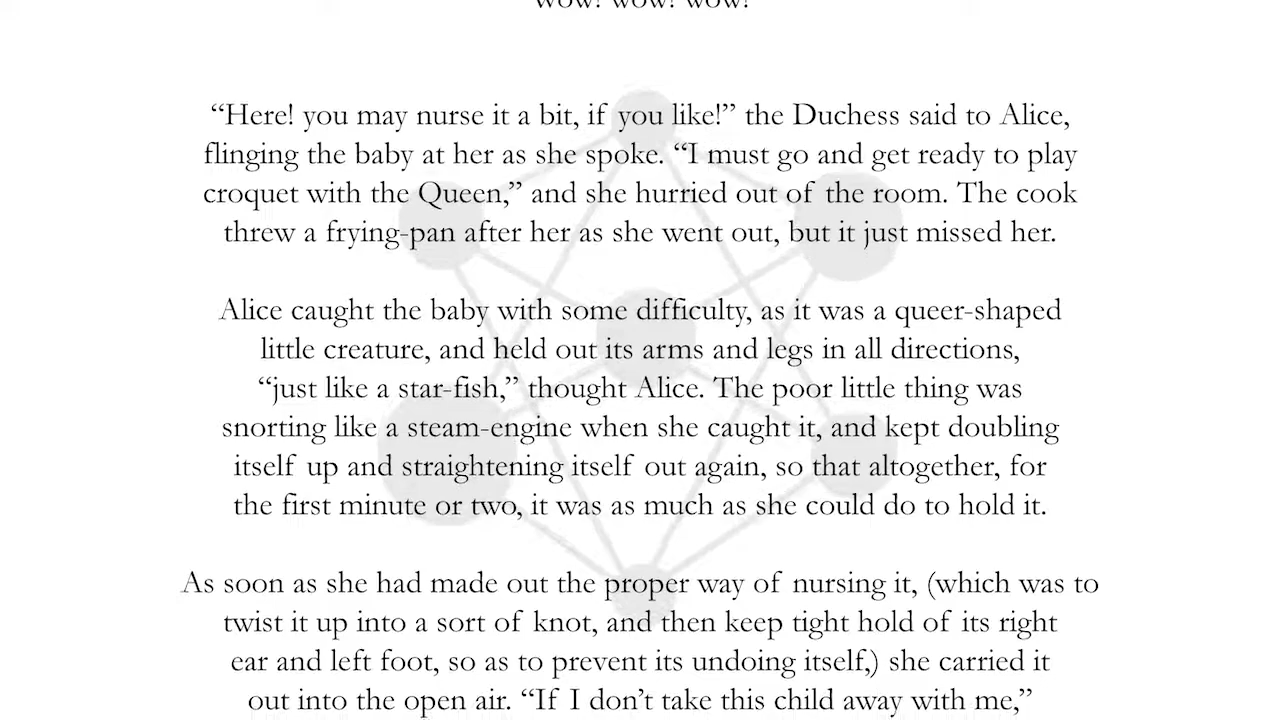 wow! wow! wow!
“Here! you may nurse it a bit, if you like!” the Duchess said to Alice,
flinging the baby at her as she spoke. “I must go and get ready to play
croquet with the Queen,” and she hurried out of the room. The cook
threw a frying-pan after her as she went out, but it just missed her.
Alice caught the baby with some difficulty, as it was a queer-shaped
little creature, and held out its arms and legs in all directions,
“just like a star-fish,” thought Alice. The poor little thing was
snorting like a steam-engine when she caught it, and kept doubling
itself up and straightening itself out again, so that altogether, for
the first minute or two, it was as much as she could do to hold it.
As soon as she had made out the proper way of nursing it, (which was to
twist it up into a sort of knot, and then keep tight hold of its right
ear and left foot, so as to prevent its undoing itself,) she carried it
out into the open air. “If I don’t take this child away with me,”